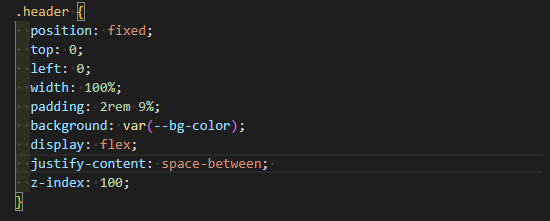 .header {
position: fixed;
top: 0;
left: 0;
width: 100%;
padding: 2rem 9%;
background: var(--bg-color);
display: flex;
justify-content: space-between;
z-index: 100;
}